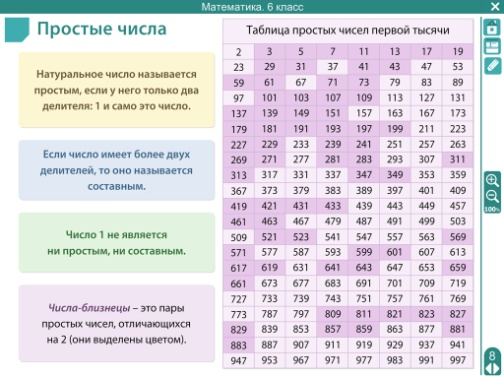 Математика. 6 класс
Простые числа
Натуральное число называется
простым, если у него только два
делителя: 1 и само это число.
Если число имеет более двух
делителей, то оно называется
составным.
Число 1 не является
ни простым, ни составным.
Числа-близнецы – это пары
простых чисел, отличающихся
на 2 (они выделены цветом).
Таблица простых чисел первой тысячи
2 3 5 7 11 13 17 19
23 29 31 37 41 43 47 53
59 61 67 71 73 79 83 89
97 101 103 107 109 113 127 131
137 139 149 151 157 163 167 173
179 181 191 193 197 199 211 223
227 229 233 239 241 251 257 263
269 271 277 281 283 293 307 311
313 317 331 337 347 349 353 359
367 373 379 383 389 397 401 409
419 421 431 433 439 443 449 457
461 463 467 479 487 491 499 503
509 521 523 541 547 557 563 569
571 577 587 593 599 601 607 613
617 619 631 641 643 647 653 659
661 673 677 683 691 701 709 719
727 733 739 743 751 757 761 769
773 787 797 809 811 821 823 827
829 839 853 857 859 863 877 881
883 887 907 911 919 929 937 941
947 953 967 971 977 983 991 997
100%
8